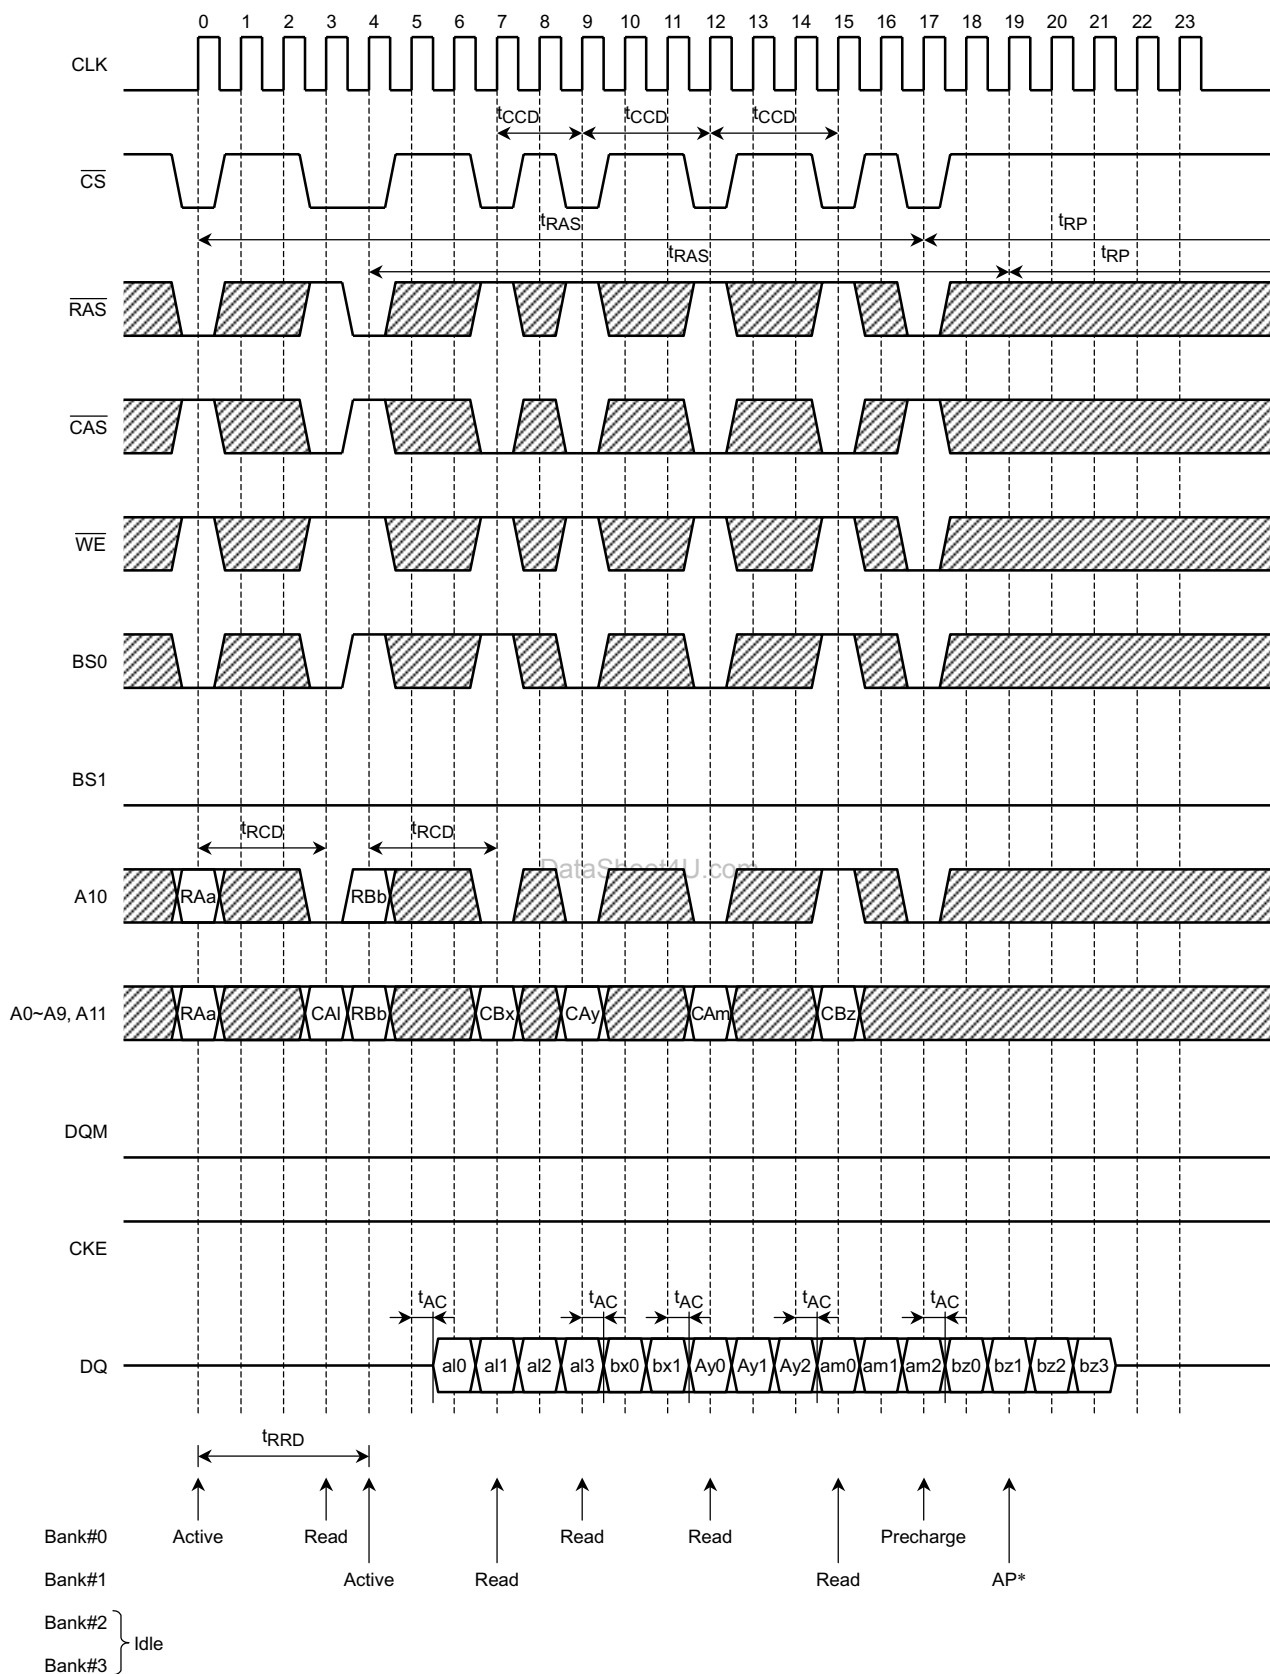 0 1 2 3 4 5 6 7 8 9 10 11 12 13 14 15 16 17 18 19 20 21 22 23
CLK
tCCD tCCD tCCD
CS
tRAS tRP
tRAS tRP
RAS
CAS
WE
BS0
BS1
tRCD tRCD
DataSheet4U.com
A10 RAa RBb
A0~A9, A11 RAa CAl RBb CBx CAy CAm CBz
DQM
CKE
tAC tAC tAC tAC tAC
DQ al0 al1 al2 al3 bx0 bx1 Ay0 Ay1 Ay2 am0 am1 am2 bz0 bz1 bz2 bz3
tRRD
Bank#0 Active Read Read Read Precharge
Bank#1 Active Read Read AP*
Bank#2
Idle
Bank#3